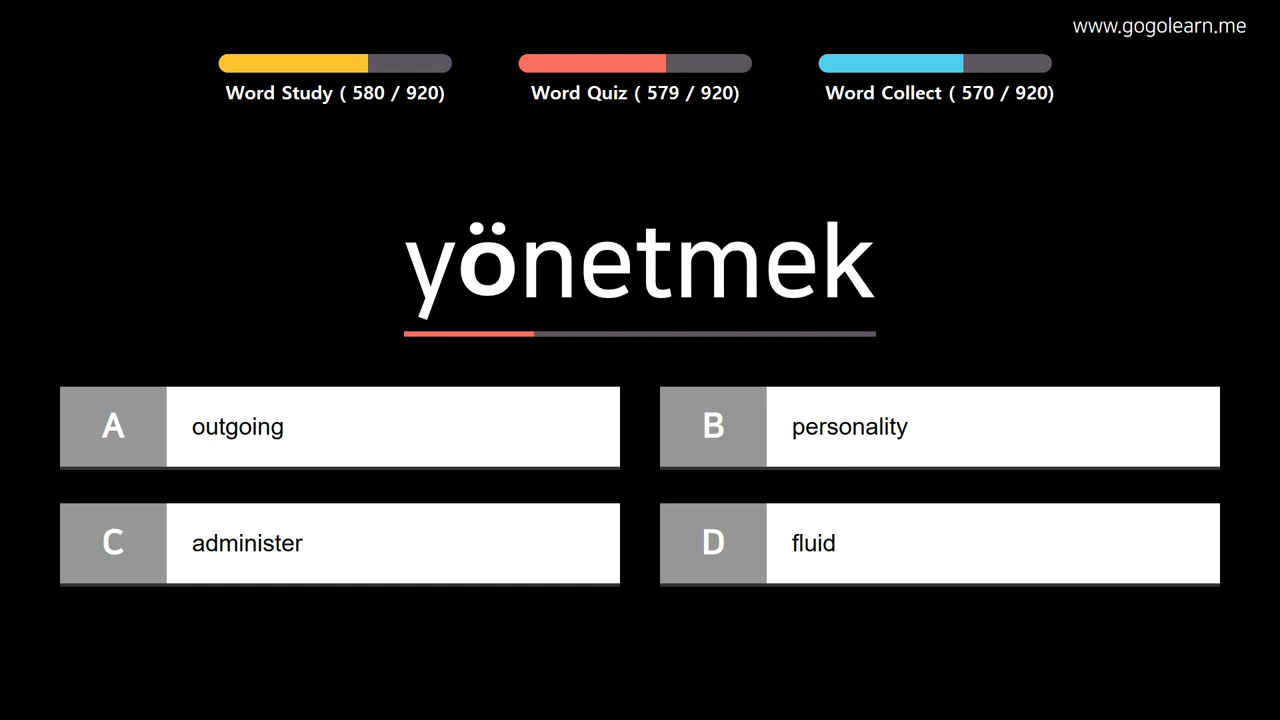 www.gogolearn.me
Word Study ( 580 / 920)
Word Quiz ( 579 / 920)
Word Collect ( 570 / 920)
yönetmek
A outgoing
B personality
C administer
D fluid